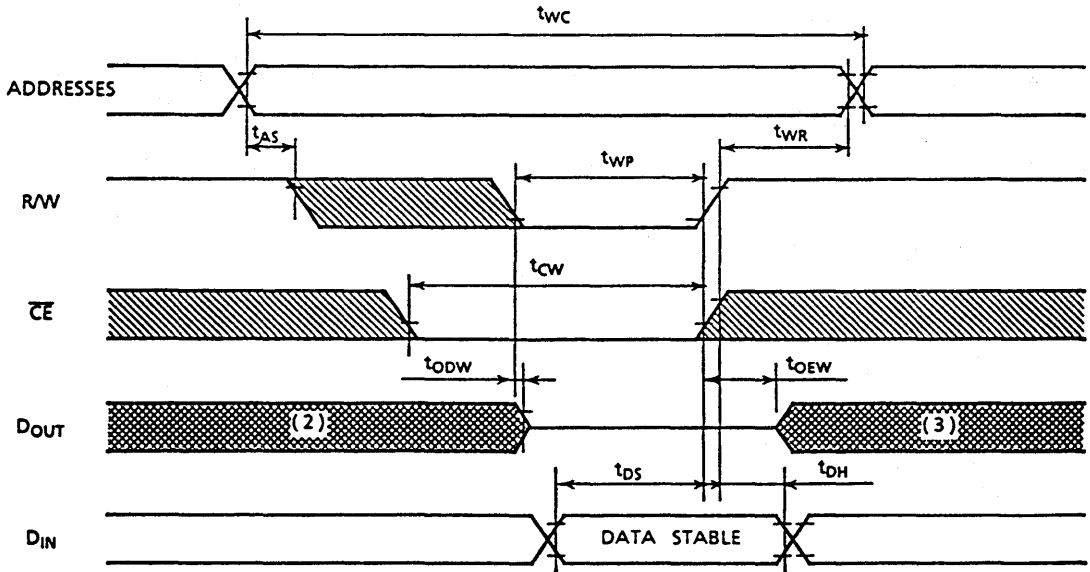 tWC
ADDRESSES
tAS
tWR
tWP
R/W
tCW
CE
tODW
tOEW
DOUT
(2)
(3)
tDS
tDH
DIN
DATA STABLE